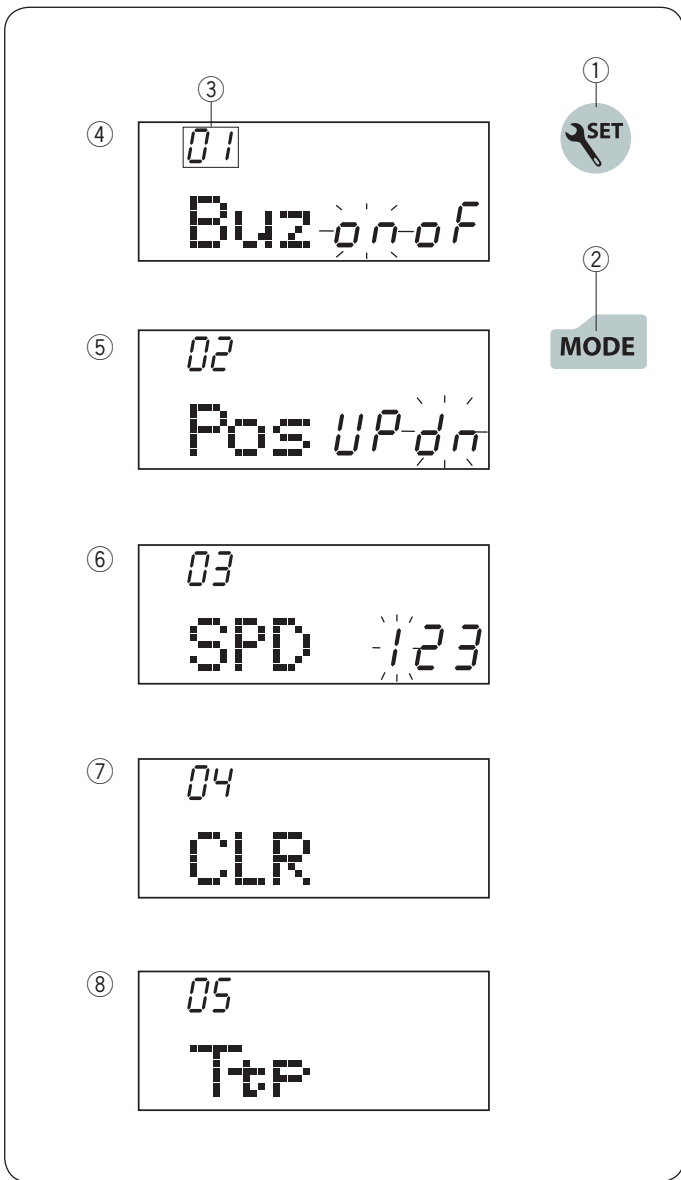 ①
③
④ 01 SET
Buz on oF
②
⑤ 02 MODE
Pos UP dn
⑥ 03
SPD 123
⑦ 04
CLR
⑧ 05
Ttp